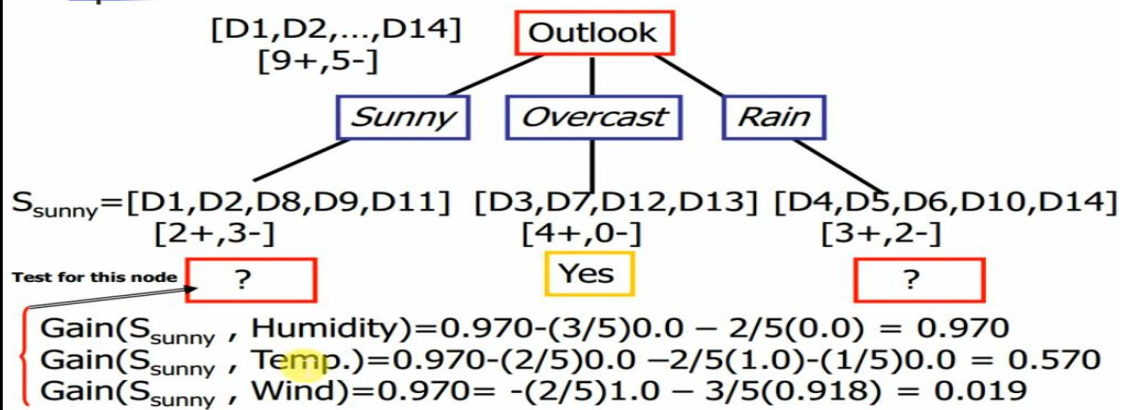 [D1,D2,...,D14]
Outlook
[9+,5-]
Sunny
Overcast
Rain
S sunny=[D1,D2,D8,D9,D11] [D3,D7,D12,D13] [D4,D5,D6,D10,D14]
[2+,3-] [4+,0-] [3+,2-]
Test for this node
?
Yes
?
Gain(S sunny , Humidity)=0.970-(3/5)0.0 – 2/5(0.0) = 0.970
Gain(S sunny , Temp.)=0.970-(2/5)0.0 –2/5(1.0)-(1/5)0.0 = 0.570
Gain(S sunny , Wind)=0.970= -(2/5)1.0 – 3/5(0.918) = 0.019